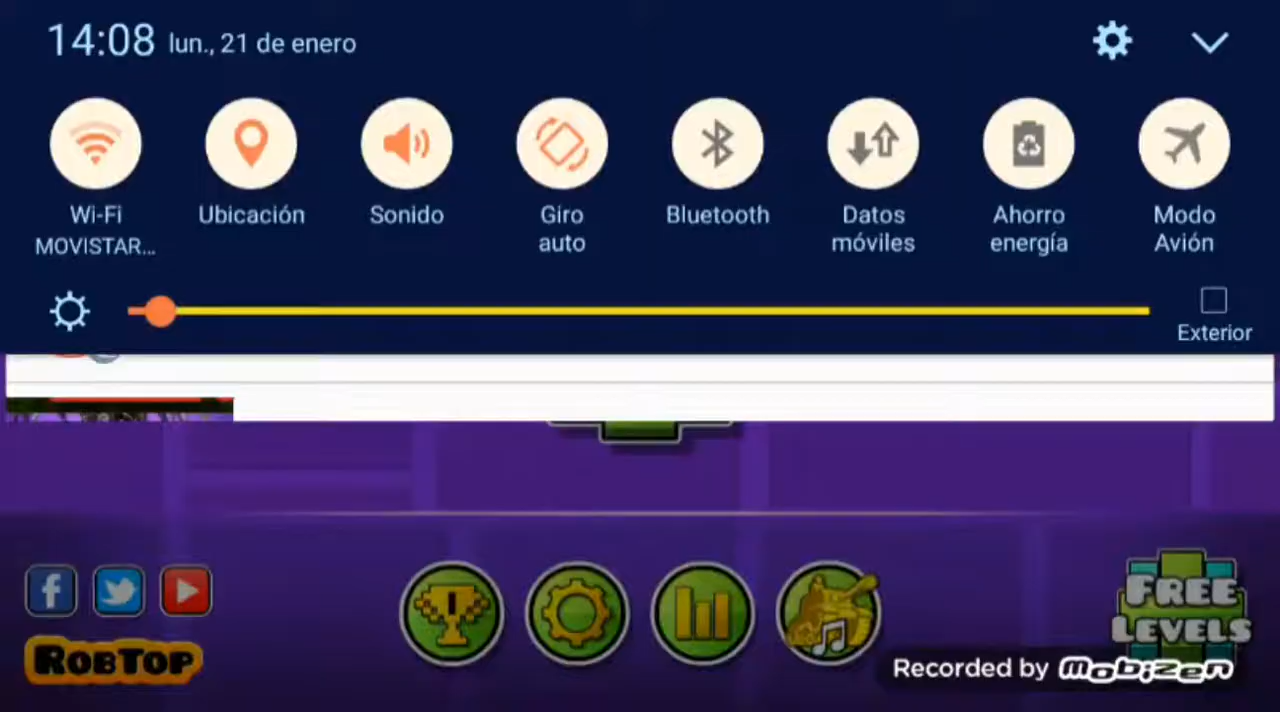 14:08 lun., 21 de enero
Wi-Fi
MOVISTAR...
Ubicación
Sonido
Giro
auto
Bluetooth
Datos
móviles
Ahorro
energía
Modo
Avión
Exterior
FREE
LEVELS
ROBTOP
Recorded by mobizen